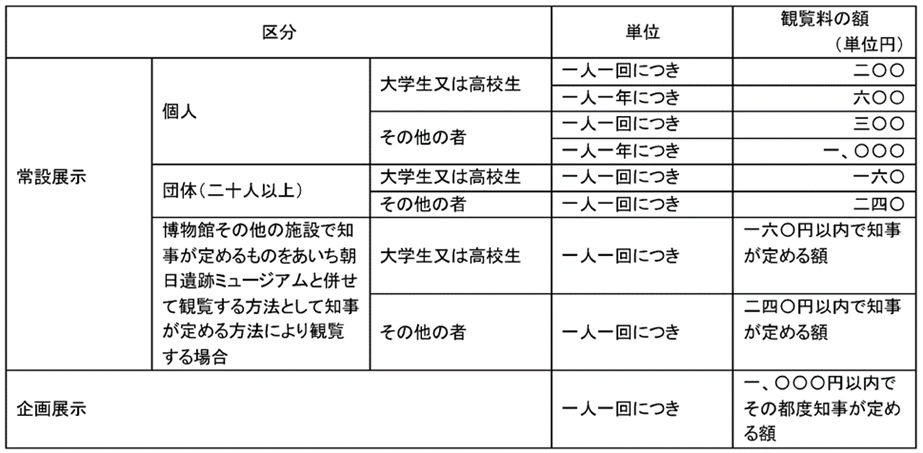 区分
単位
観覧料の額
（単位円）
常設展示
個人
大学生又は高校生
一人一回につき
二〇〇
一人一年につき
六〇〇
その他の者
一人一回につき
三〇〇
一人一年につき
一、〇〇〇
団体（二十人以上）
大学生又は高校生
一人一回につき
一六〇
その他の者
一人一回につき
二四〇
博物館その他の施設で知
事が定めるものをあいち朝
日遺跡ミュージアムと併せ
て観覧する方法として知事
が定める方法により観覧
する場合
大学生又は高校生
一人一回につき
一六〇円以内で知事
が定める額
その他の者
一人一回につき
二四〇円以内で知事
が定める額
企画展示
一人一回につき
一、〇〇〇円以内で
その都度知事が定め
る額